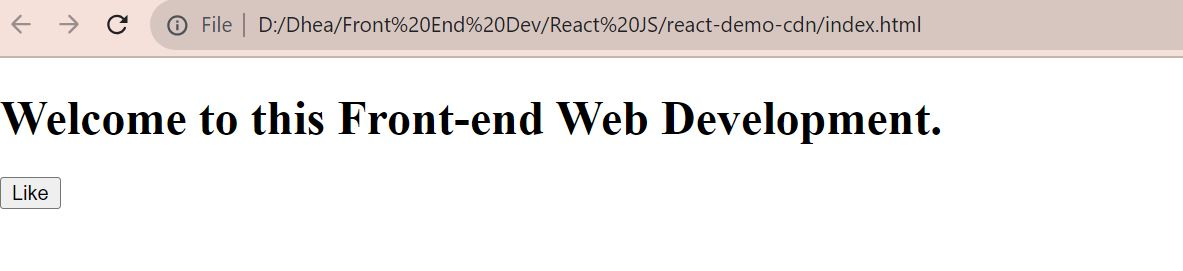 File D:/Dhea/Front%20End%20Dev/React%20JS/react-demo-cdn/index.html
Welcome to this Front-end Web Development.
Like